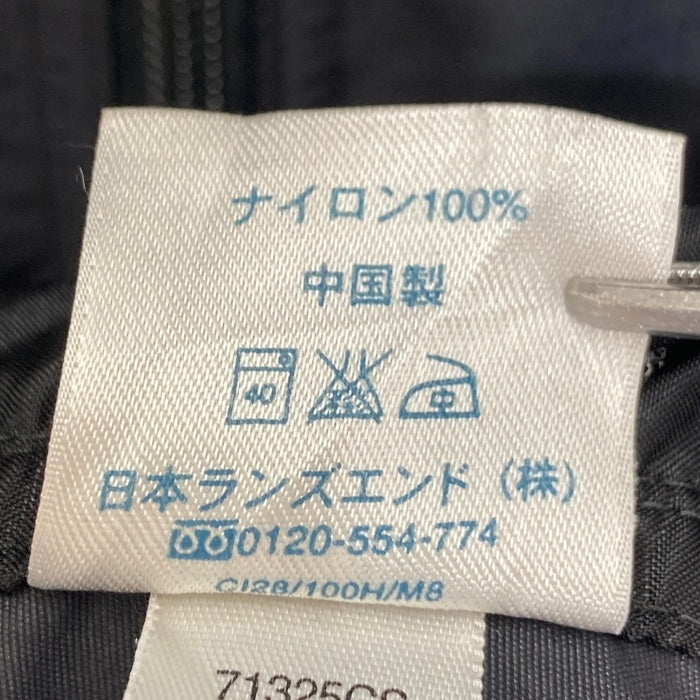 ナイロン100%
中国製
40 中
日本ランズエンド（株）
0120-554-774
/100H/M8